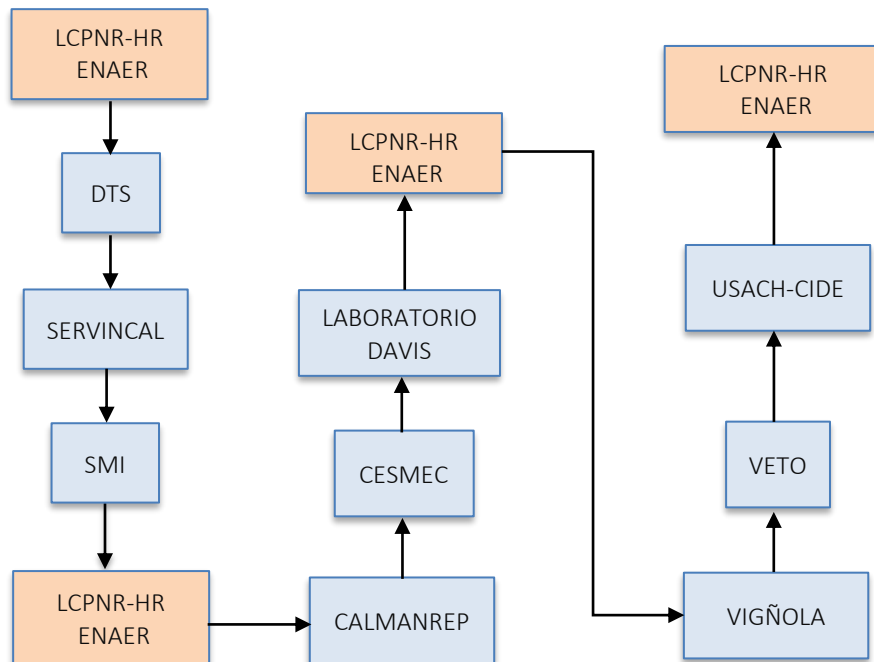 LCPNR-HR
ENAER
DTS
SERVINCAL
SMI
LCPNR-HR
ENAER
CALMANREP
CESMEC
LABORATORIO
DAVIS
LCPNR-HR
ENAER
VIGÑOLA
VETO
USACH-CIDE
LCPNR-HR
ENAER